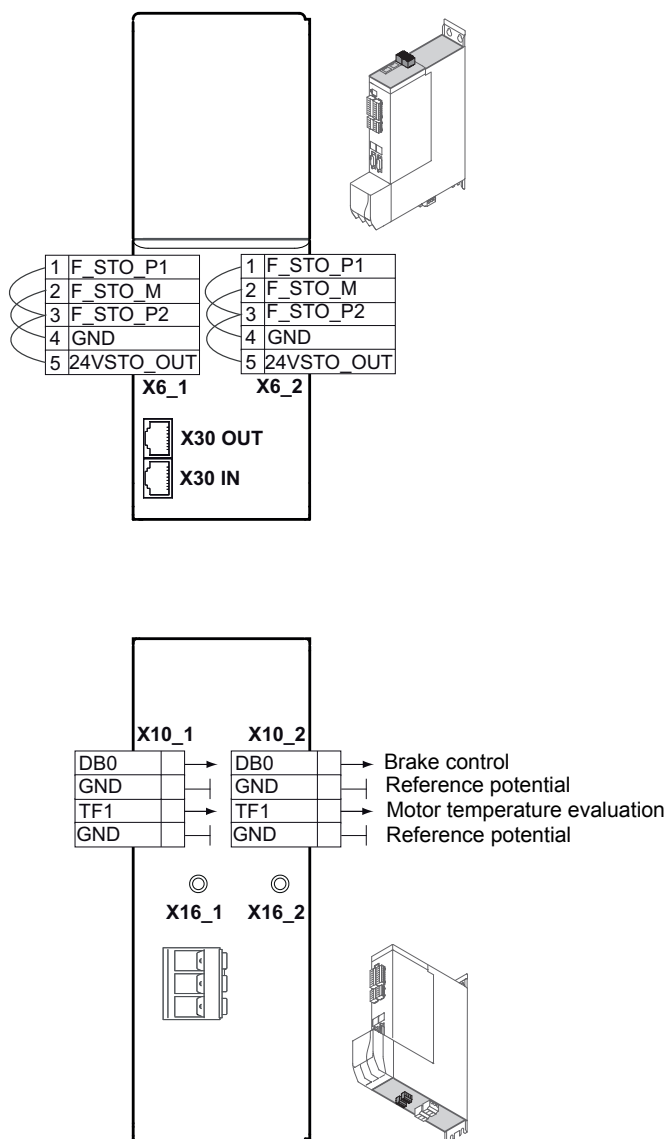 1 F_STO_P1
2 F_STO_M
3 F_STO_P2
4 GND
5 24VSTO_OUT
X6_1
1 F_STO_P1
2 F_STO_M
3 F_STO_P2
4 GND
5 24VSTO_OUT
X6_2
X30 OUT
X30 IN
X10_1
DB0
GND
TF1
GND
X10_2
DB0 Brake control
GND Reference potential
TF1 Motor temperature evaluation
GND Reference potential
X16_1 X16_2